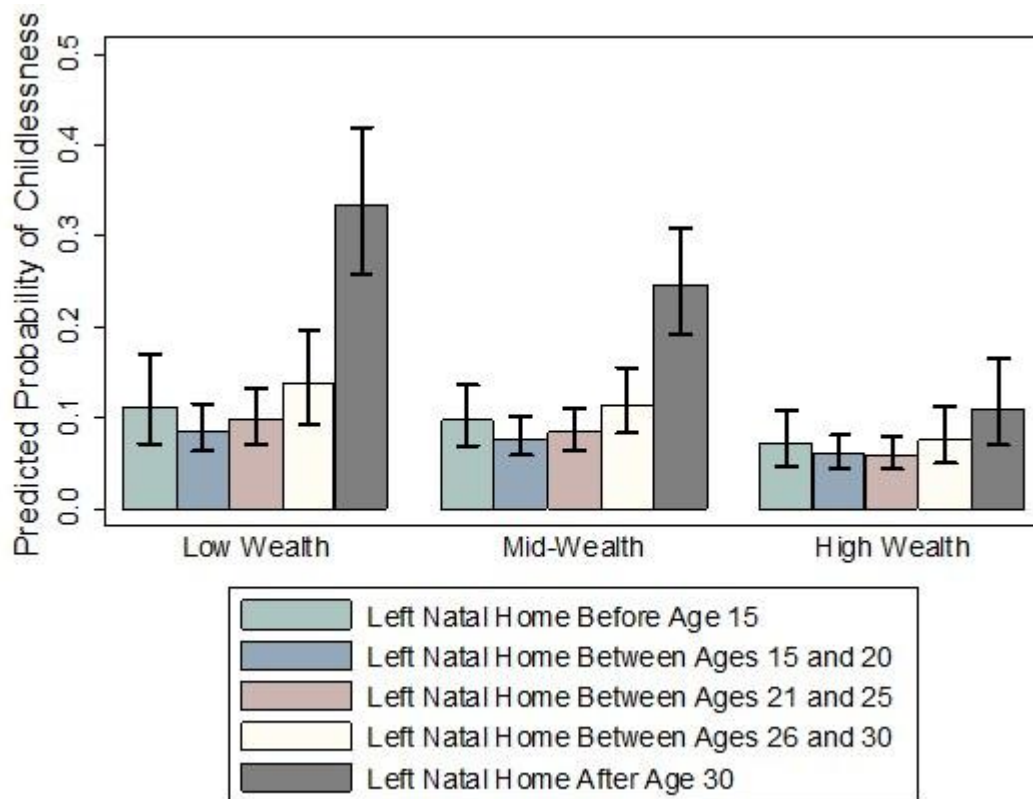 Predicted Probability of Childlessness
0.5
0.4
0.3
0.2
0.1
0.0
Low Wealth
Mid-Wealth
High Wealth
Left Natal Home Before Age 15
Left Natal Home Between Ages 15 and 20
Left Natal Home Between Ages 21 and 25
Left Natal Home Between Ages 26 and 30
Left Natal Home After Age 30